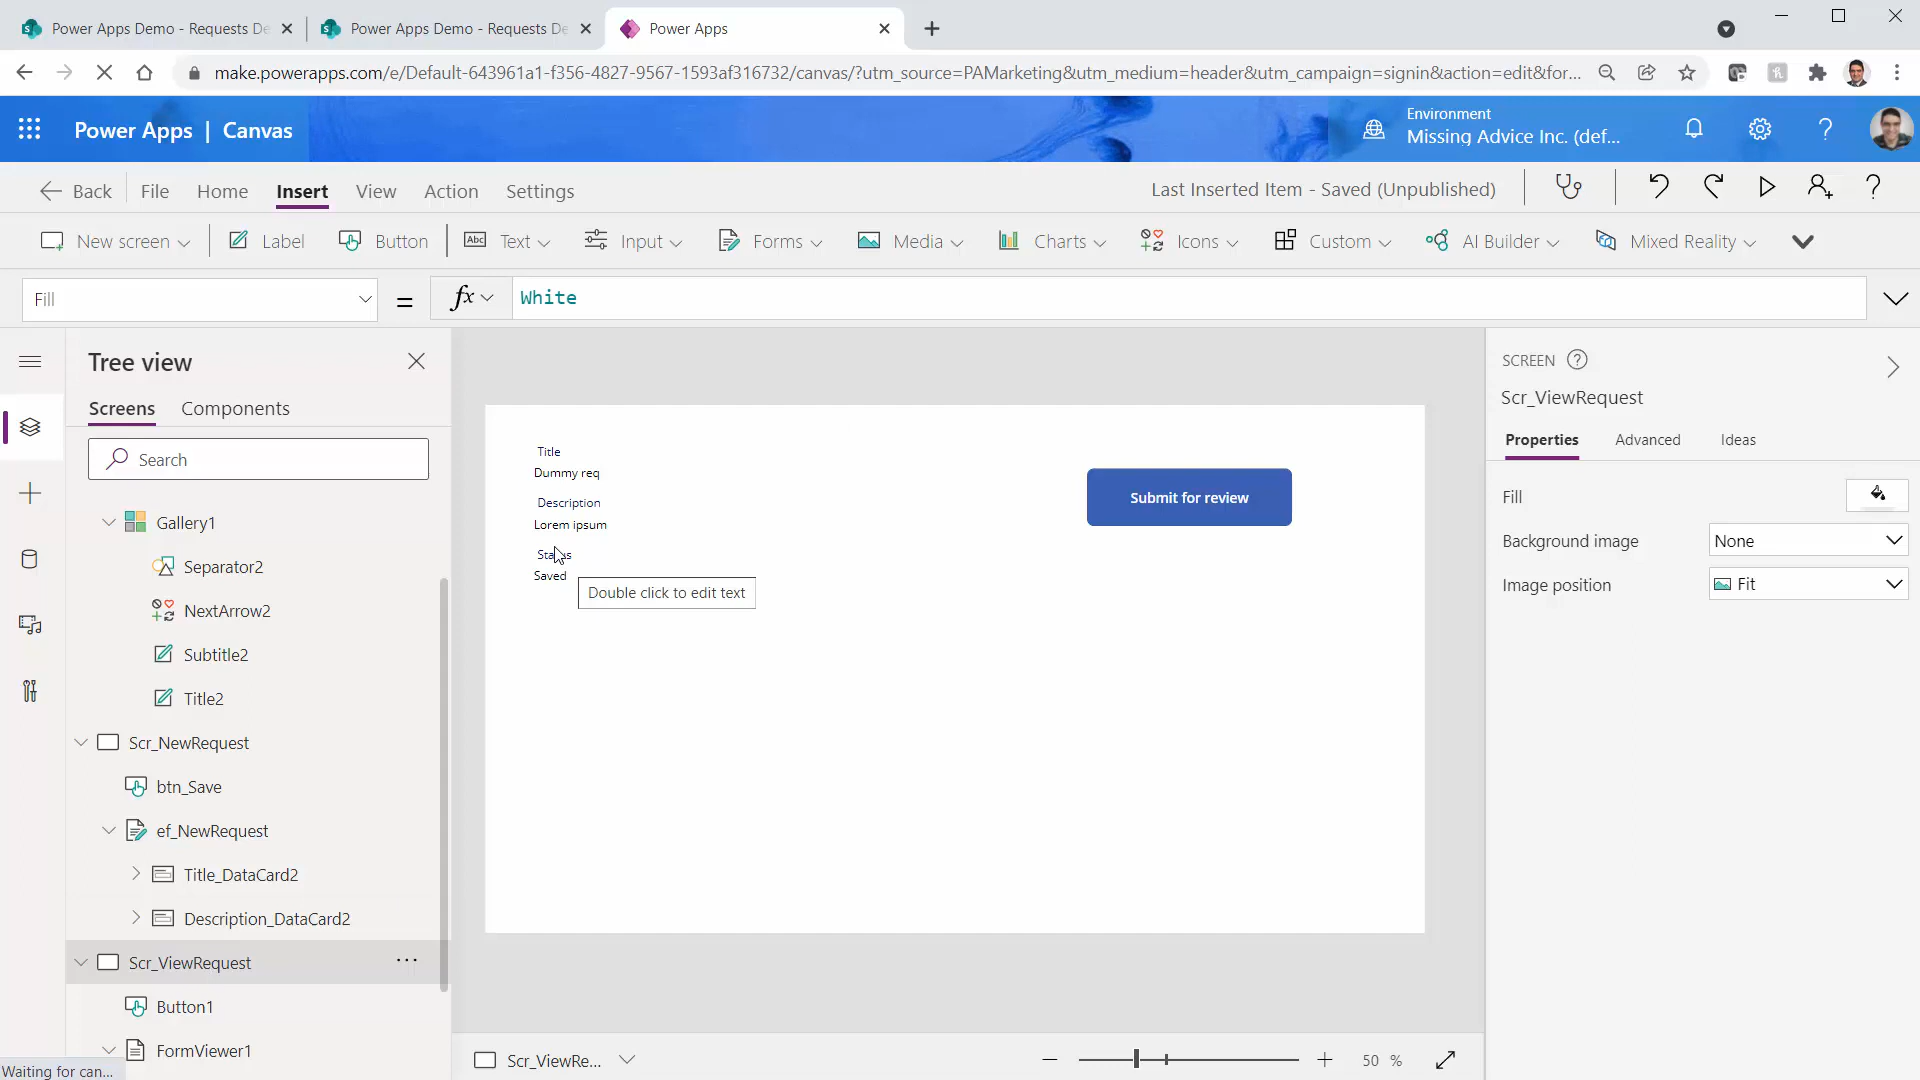 Power Apps Demo - Requests De
Power Apps Demo - Requests De
Power Apps
make.powerapps.com/e/Default-643961a1-f356-4827-9567-1593af316732/canvas/?utm_source=PAMarketing&utm_medium=header&utm_campaign=signin&action=edit&for...
Power Apps | Canvas
Environment
Missing Advice Inc. (def...
Back
File
Home
Insert
View
Action
Settings
Last Inserted Item - Saved (Unpublished)
New screen
Label
Button
Abc
Text
Input
Forms
Media
Charts
Icons
Custom
AI Builder
Mixed Reality
Fill
=
fx
White
Tree view
Screens
Components
Search
Gallery1
Separator2
NextArrow2
Subtitle2
Title2
Scr_NewRequest
btn_Save
ef_NewRequest
Title_DataCard2
Description_DataCard2
Scr_ViewRequest
...
Button1
FormViewer1
Waiting for can...
Title
Dummy req
Description
Lorem ipsum
Status
Saved
Double click to edit text
Submit for review
Scr_ViewRe...
50 %
SCREEN
Scr_ViewRequest
Properties
Advanced
Ideas
Fill
Background image
None
Image position
Fit